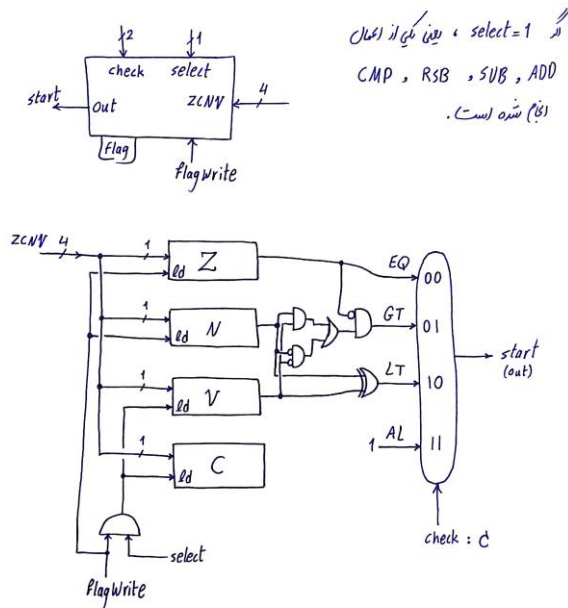 2
1
check
select
اگر select = 1 ، یعنی یکی از اعمال
CMP , RSB , SUB , ADD
انجام شده است.
start
out
ZCNV
4
flag
flagWrite
ZCNV
4
1
ld
Z
EQ
00
1
ld
N
GT
01
1
ld
V
LT
10
start
(out)
1
ld
C
1
AL
11
select
flagWrite
check : C